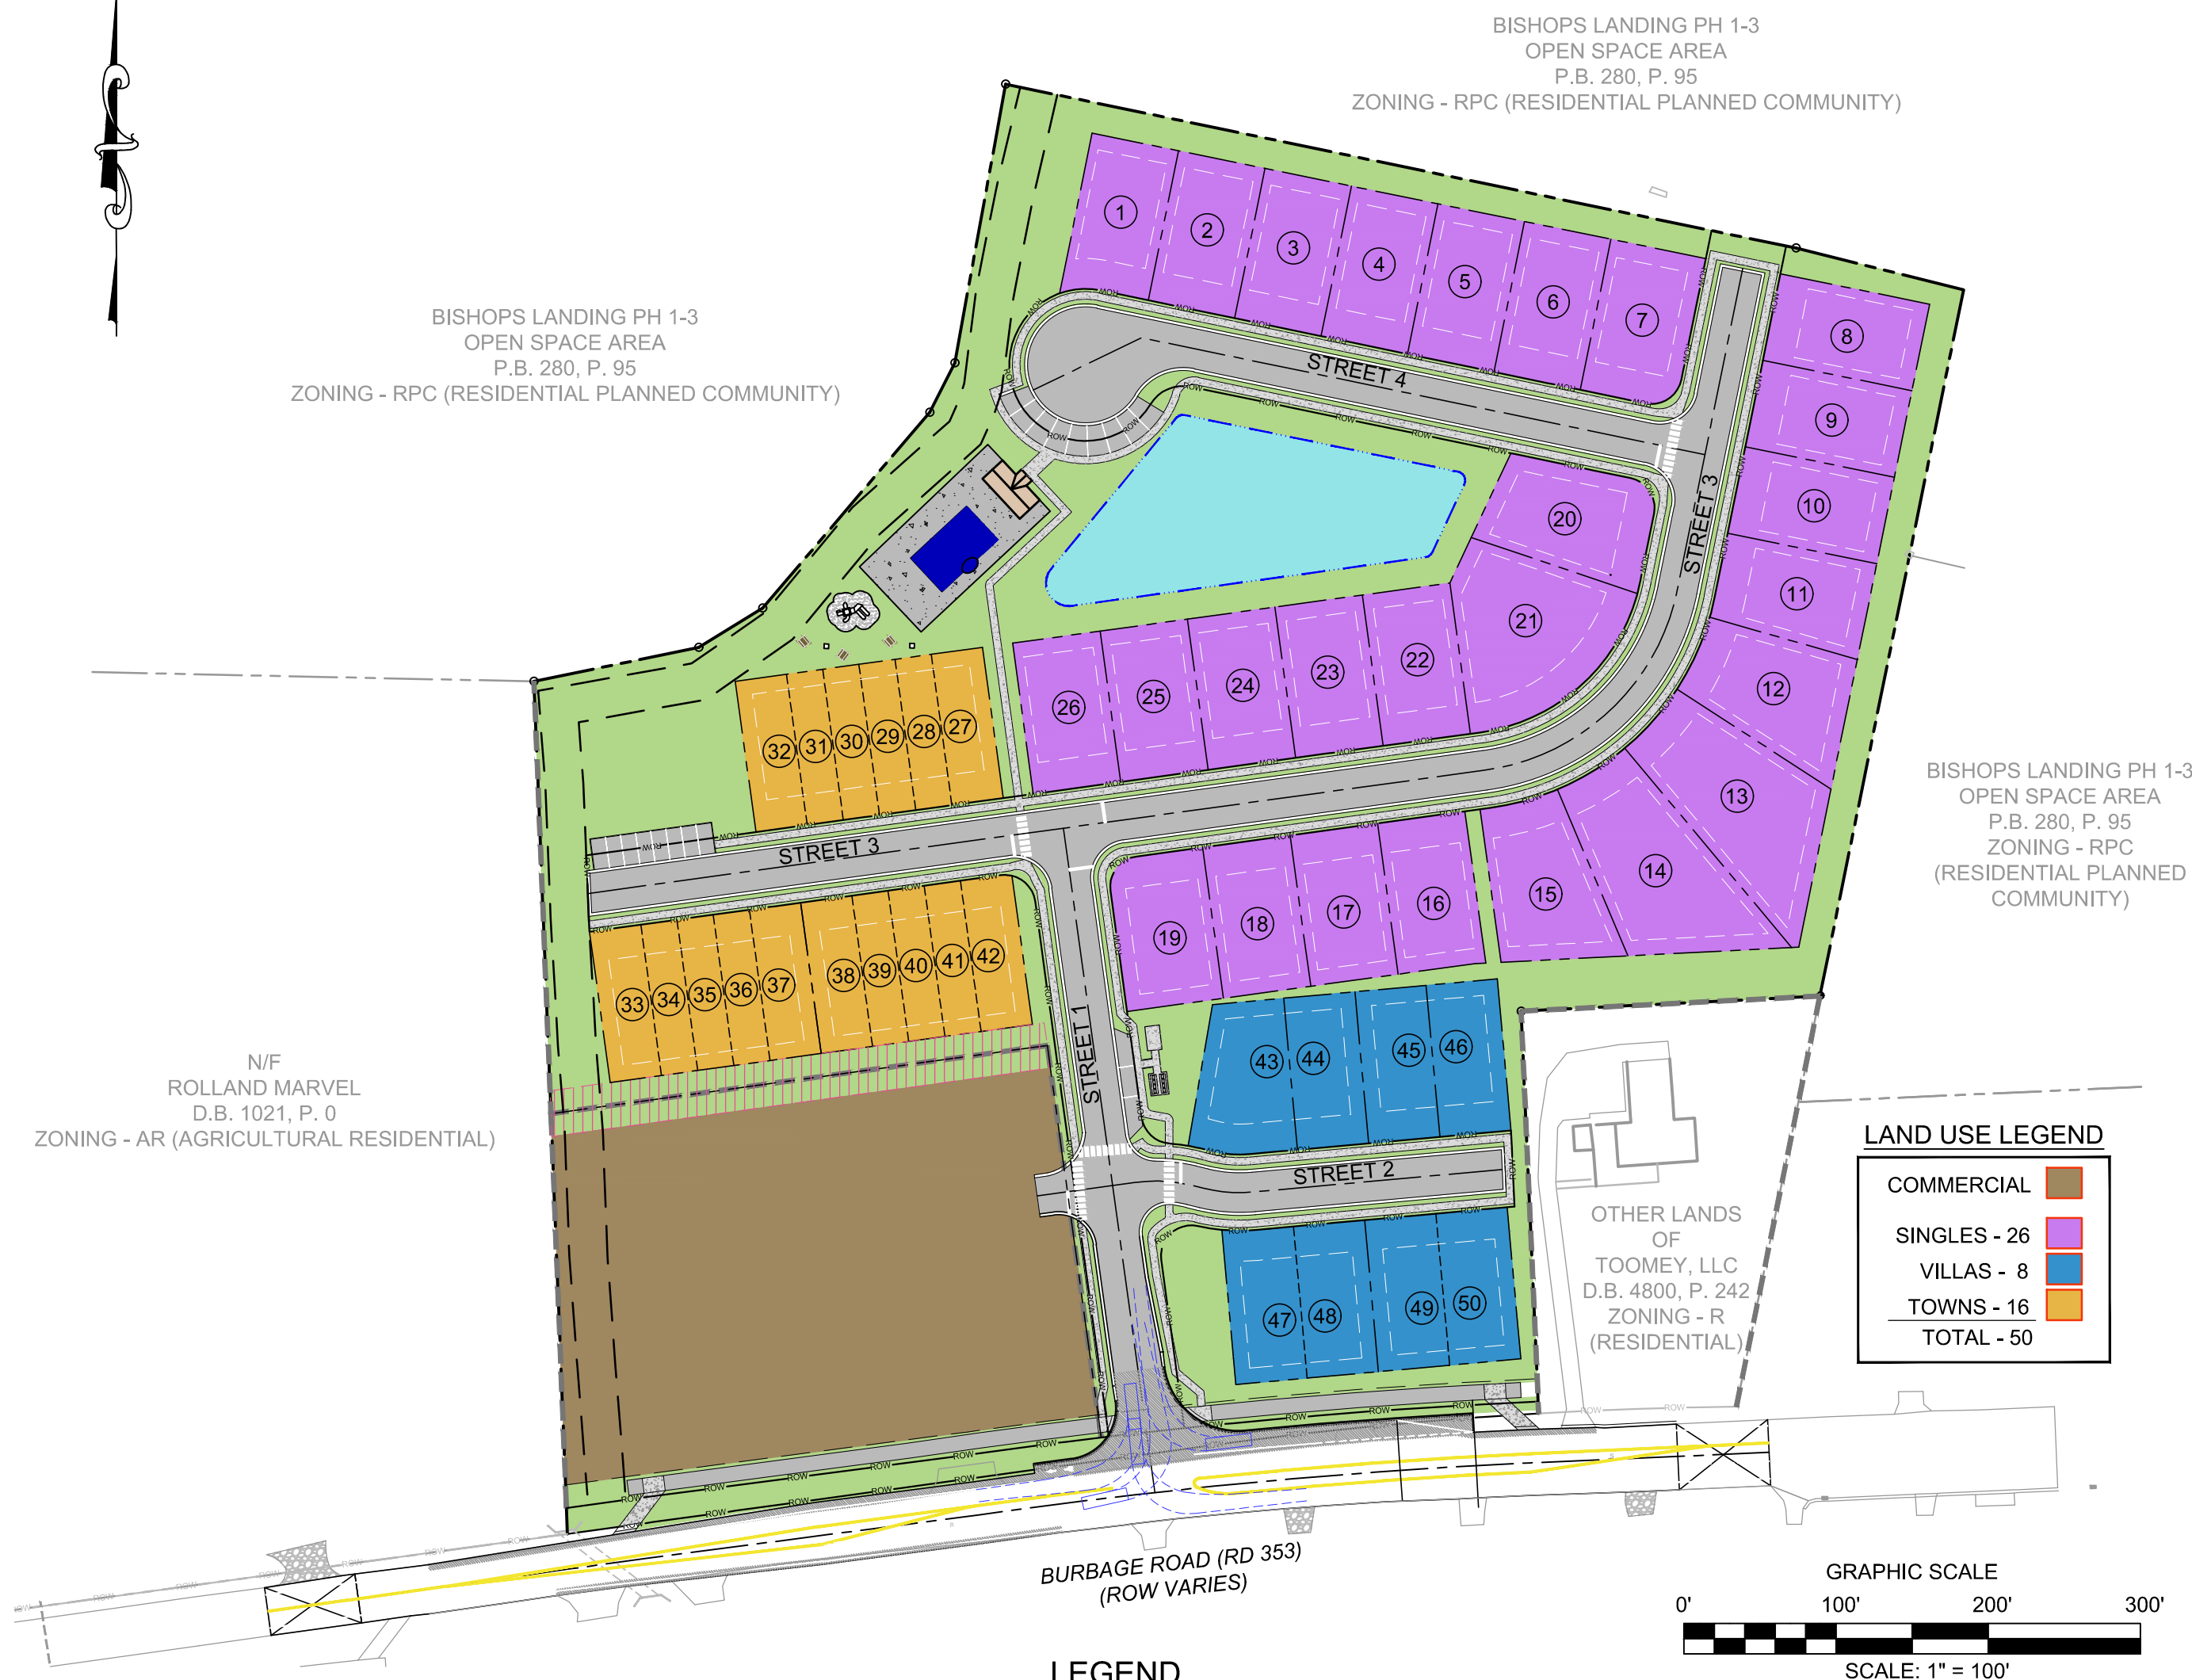 BISHOPS LANDING PH 1-3
OPEN SPACE AREA
P.B. 280, P. 95
ZONING - RPC (RESIDENTIAL PLANNED COMMUNITY)
BISHOPS LANDING PH 1-3
OPEN SPACE AREA
P.B. 280, P. 95
ZONING - RPC (RESIDENTIAL PLANNED COMMUNITY)
1
2
3
4
5
6
7
8
9
10
11
12
13
14
15
16
17
18
19
20
21
22
23
24
25
26
27
28
29
30
31
32
33
34
35
36
37
38
39
40
41
42
43
44
45
46
47
48
49
50
STREET 4
STREET 3
STREET 3
STREET 1
STREET 2
ROW
BISHOPS LANDING PH 1-3
OPEN SPACE AREA
P.B. 280, P. 95
ZONING - RPC
(RESIDENTIAL PLANNED
COMMUNITY)
N/F
ROLLAND MARVEL
D.B. 1021, P. 0
ZONING - AR (AGRICULTURAL RESIDENTIAL)
OTHER LANDS
OF
TOOMEY, LLC
D.B. 4800, P. 242
ZONING - R
(RESIDENTIAL)
LAND USE LEGEND
COMMERCIAL
SINGLES - 26
VILLAS - 8
TOWNS - 16
TOTAL - 50
BURBAGE ROAD (RD 353)
(ROW VARIES)
GRAPHIC SCALE
0' 100' 200' 300'
SCALE: 1" = 100'
LEGEND